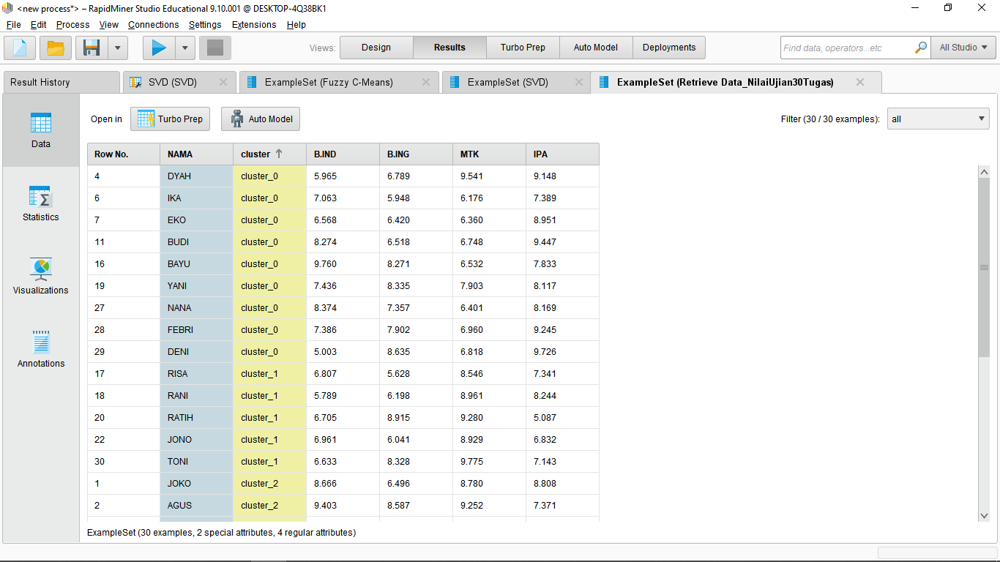 <new process*> – RapidMiner Studio Educational 9.10.001 @ DESKTOP-4Q38BK1
File Edit Process View Connections Settings Extensions Help
Views: Design Results Turbo Prep Auto Model Deployments Find data, operators...etc All Studio
Result History SVD (SVD) ExampleSet (Fuzzy C-Means) ExampleSet (SVD) ExampleSet (Retrieve Data_NilaiUjian30Tugas)
Data
Statistics
Visualizations
Annotations
Open in Turbo Prep Auto Model Filter (30 / 30 examples): all
Row No. NAMA cluster ↑ B.IND B.ING MTK IPA
4 DYAH cluster_0 5.965 6.789 9.541 9.148
6 IKA cluster_0 7.063 5.948 6.176 7.389
7 EKO cluster_0 6.568 6.420 6.360 8.951
11 BUDI cluster_0 8.274 6.518 6.748 9.447
16 BAYU cluster_0 9.760 8.271 6.532 7.833
19 YANI cluster_0 7.436 8.335 7.903 8.117
27 NANA cluster_0 8.374 7.357 6.401 8.169
28 FEBRI cluster_0 7.386 7.902 6.960 9.245
29 DENI cluster_0 5.003 8.635 6.818 9.726
17 RISA cluster_1 6.807 5.628 8.546 7.341
18 RANI cluster_1 5.789 6.198 8.961 8.244
20 RATIH cluster_1 6.705 8.915 9.280 5.087
22 JONO cluster_1 6.961 6.041 8.929 6.832
30 TONI cluster_1 6.633 8.328 9.775 7.143
1 JOKO cluster_2 8.666 6.496 8.780 8.808
2 AGUS cluster_2 9.403 8.587 9.252 7.371
ExampleSet (30 examples, 2 special attributes, 4 regular attributes)